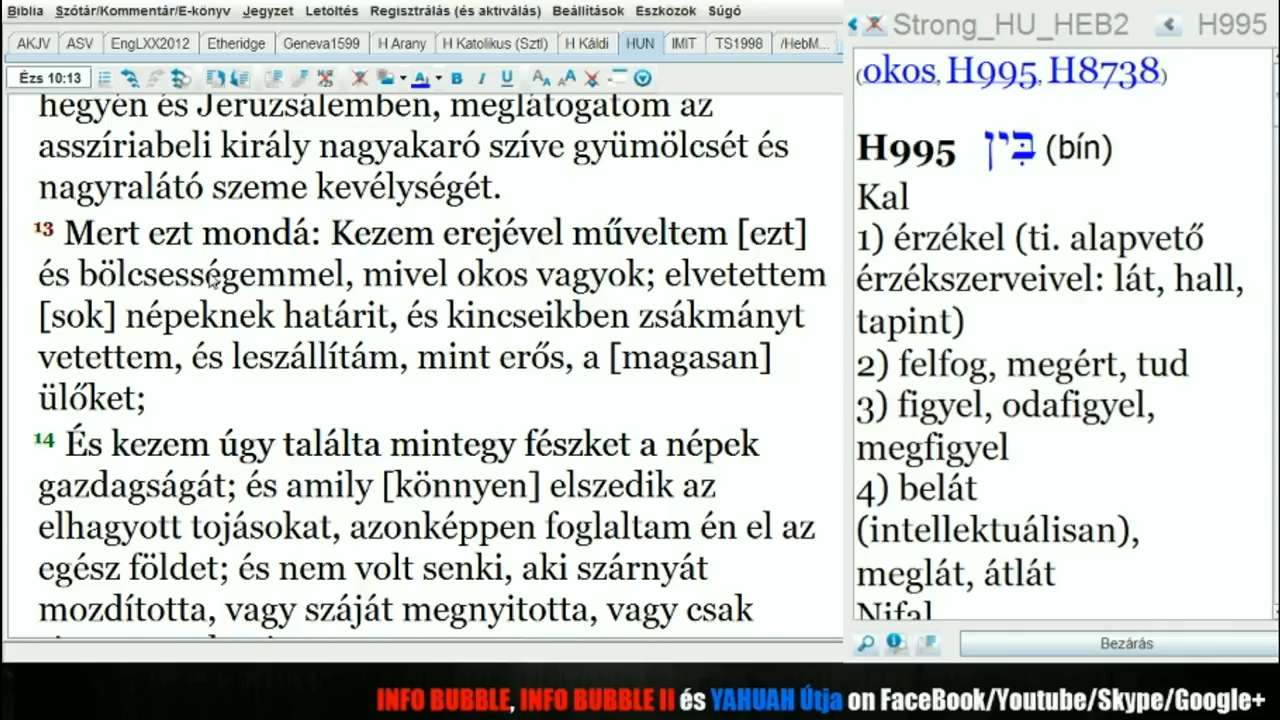 Biblia Szótár/Kommentár/E-könyv Jegyzet Letöltés Regisztrálás (és aktiválás) Beállítások Eszközök Súgó
AKJV ASV EngLXX2012 Etheridge Geneva1599 H Arany H Katolikus (SztI) H Káldi HUN IMIT TS1998 /HebM...
Ézs 10:13
hegyén és Jeruzsálemben, meglátogatom az
asszíriabeli király nagyakaró szíve gyümölcsét és
nagyralátó szeme kevélységét.
13 Mert ezt mondá: Kezem erejével műveltem [ezt]
és bölcsességemmel, mivel okos vagyok; elvetettem
[sok] népeknek határit, és kincseikben zsákmányt
vetettem, és leszállítám, mint erős, a [magasan]
ülőket;
14 És kezem úgy találta mintegy fészket a népek
gazdagságát; és amily [könnyen] elszedik az
elhagyott tojásokat, azonképpen foglaltam én el az
egész földet; és nem volt senki, aki szárnyát
mozdította, vagy száját megnyitotta, vagy csak
Strong_HU_HEB2 H995
(okos, H995, H8738)
H995 בִּין (bín)
Kal
1) érzékel (ti. alapvető
érzékszerveivel: lát, hall,
tapint)
2) felfog, megért, tud
3) figyel, odafigyel,
megfigyel
4) belát
(intellektuálisan),
meglát, átlát
Nifal
Bezárás
INFO BUBBLE, INFO BUBBLE II és YAHUAH Útja on FaceBook/Youtube/Skype/Google+